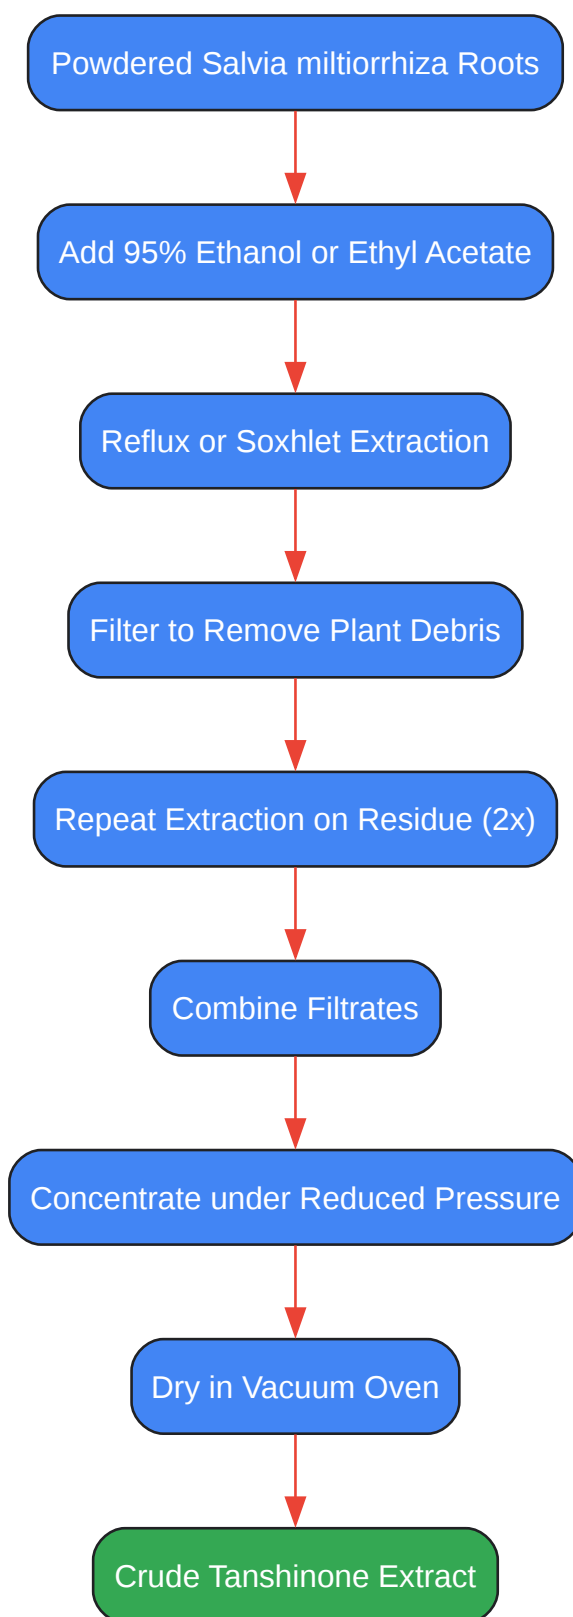 Powdered Salvia miltiorrhiza Roots
Add 95% Ethanol or Ethyl Acetate
Reflux or Soxhlet Extraction
Filter to Remove Plant Debris
Repeat Extraction on Residue (2x)
Combine Filtrates
Concentrate under Reduced Pressure
Dry in Vacuum Oven
Crude Tanshinone Extract